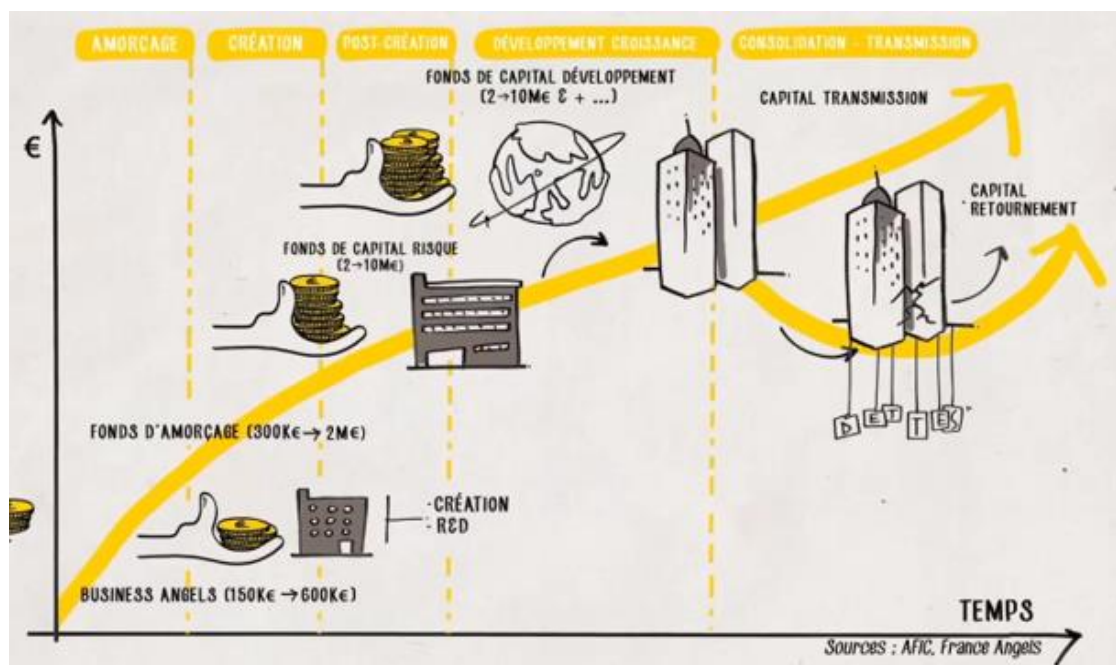 AMORCAGE
CRÉATION
POST-CRÉATION
DÉVELOPPEMENT CROISSANCE
CONSOLIDATION - TRANSMISSION
FONDS DE CAPITAL DÉVELOPPEMENT
(2→10M€ & + ...)
CAPITAL TRANSMISSION
€
CAPITAL
RETOURNEMENT
FONDS DE CAPITAL RISQUE
(2→10M€)
FONDS D'AMORÇAGE (300K€→ 2M€)
DETTES
-CRÉATION
- R&D
BUSINESS ANGELS (150K€ →600K€)
TEMPS
Sources : AFIC, France Angels